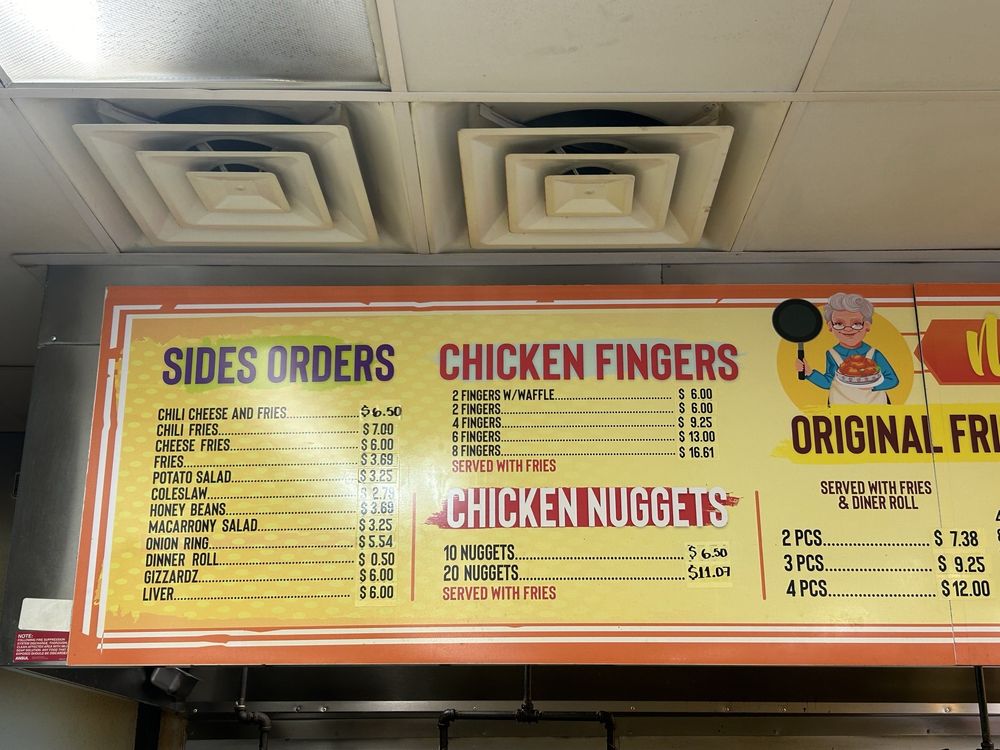 SIDES ORDERS
CHILI CHEESE AND FRIES $6.50
CHILI FRIES $7.00
CHEESE FRIES $6.00
FRIES $3.69
POTATO SALAD $3.25
COLESLAW $2.79
HONEY BEANS $3.69
MACARRONY SALAD $3.25
ONION RING $5.54
DINNER ROLL $0.50
GIZZARDZ $6.00
LIVER $6.00
CHICKEN FINGERS
2 FINGERS W/WAFFLE $6.00
2 FINGERS $6.00
4 FINGERS $9.25
6 FINGERS $13.00
8 FINGERS $16.61
SERVED WITH FRIES
CHICKEN NUGGETS
10 NUGGETS $6.50
20 NUGGETS $11.07
SERVED WITH FRIES
ORIGINAL FRI
SERVED WITH FRIES
& DINER ROLL
2 PCS $7.38
3 PCS $9.25
4 PCS $12.00
NOTE:
ANSUL